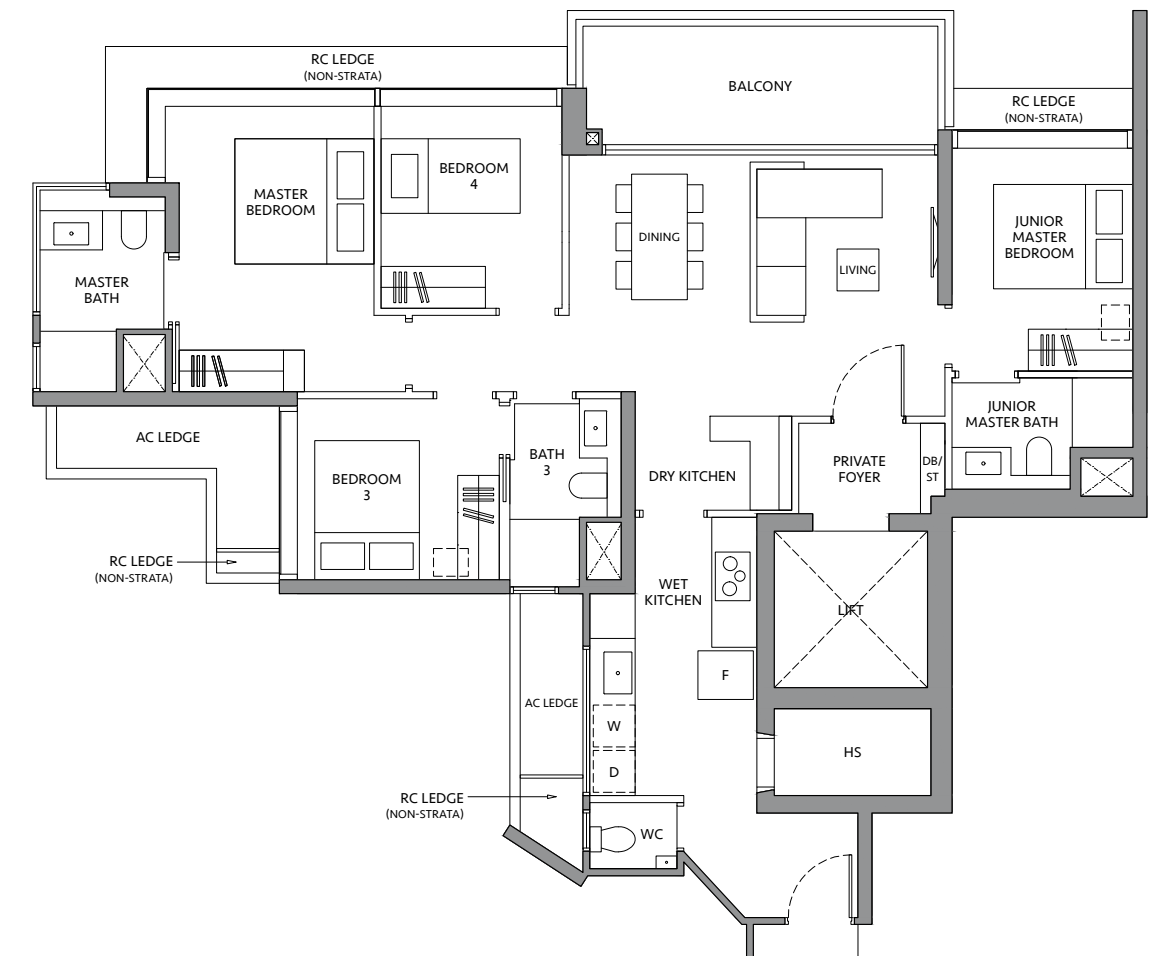 RC LEDGE
(NON-STRATA)
BALCONY
RC LEDGE
(NON-STRATA)
MASTER
BEDROOM
BEDROOM
4
DINING
LIVING
JUNIOR
MASTER
BEDROOM
MASTER
BATH
AC LEDGE
BEDROOM
3
BATH
3
DRY KITCHEN
PRIVATE
FOYER
DB/
ST
JUNIOR
MASTER BATH
RC LEDGE
(NON-STRATA)
WET
KITCHEN
LIFT
F
AC LEDGE
W
D
HS
RC LEDGE
(NON-STRATA)
WC